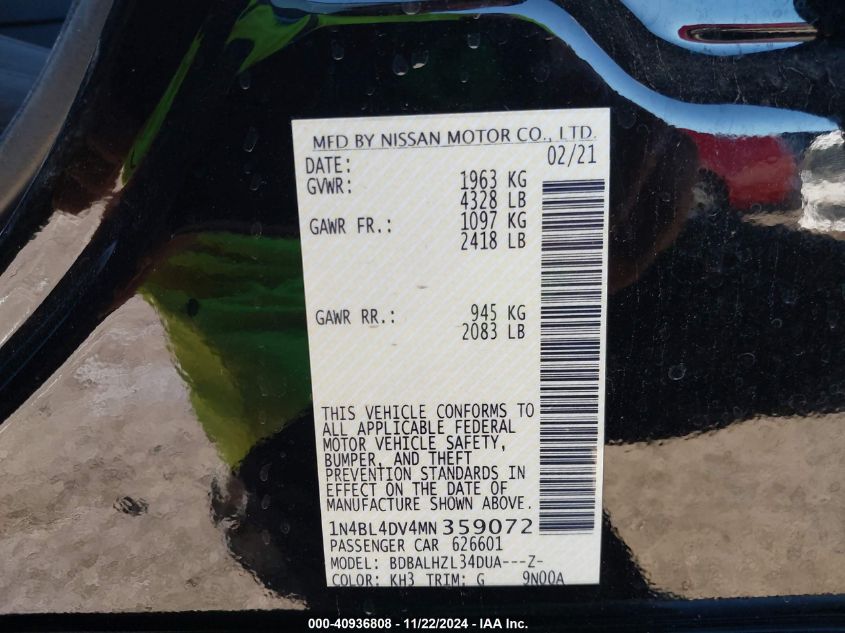 MFD BY NISSAN MOTOR CO., LTD.
DATE: 02/21
GVWR: 1963 KG
4328 LB
GAWR FR.: 1097 KG
2418 LB
GAWR RR.: 945 KG
2083 LB
THIS VEHICLE CONFORMS TO
ALL APPLICABLE FEDERAL
MOTOR VEHICLE SAFETY,
BUMPER, AND THEFT
PREVENTION STANDARDS IN
EFFECT ON THE DATE OF
MANUFACTURE SHOWN ABOVE.
1N4BL4DV4MN 359072
PASSENGER CAR 626601
MODEL: BDBALHZL34DUA---Z-
COLOR: KH3 TRIM: G 9N00A
000-40936808 - 11/22/2024 - IAA Inc.